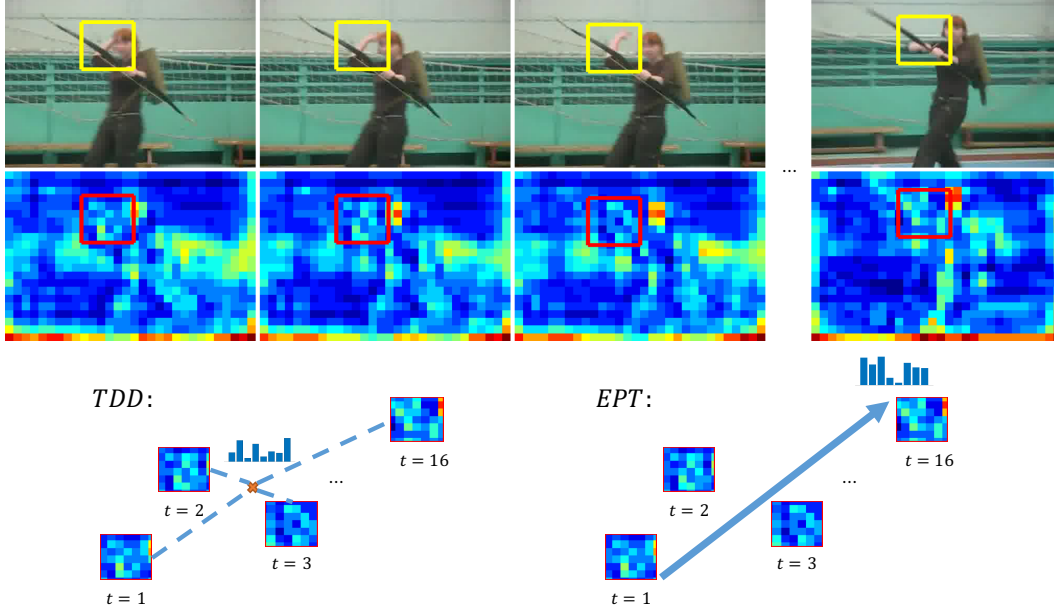 ...
TDD:
EPT:
t = 16
t = 16
...
...
t = 2
t = 2
t = 3
t = 3
t = 1
t = 1